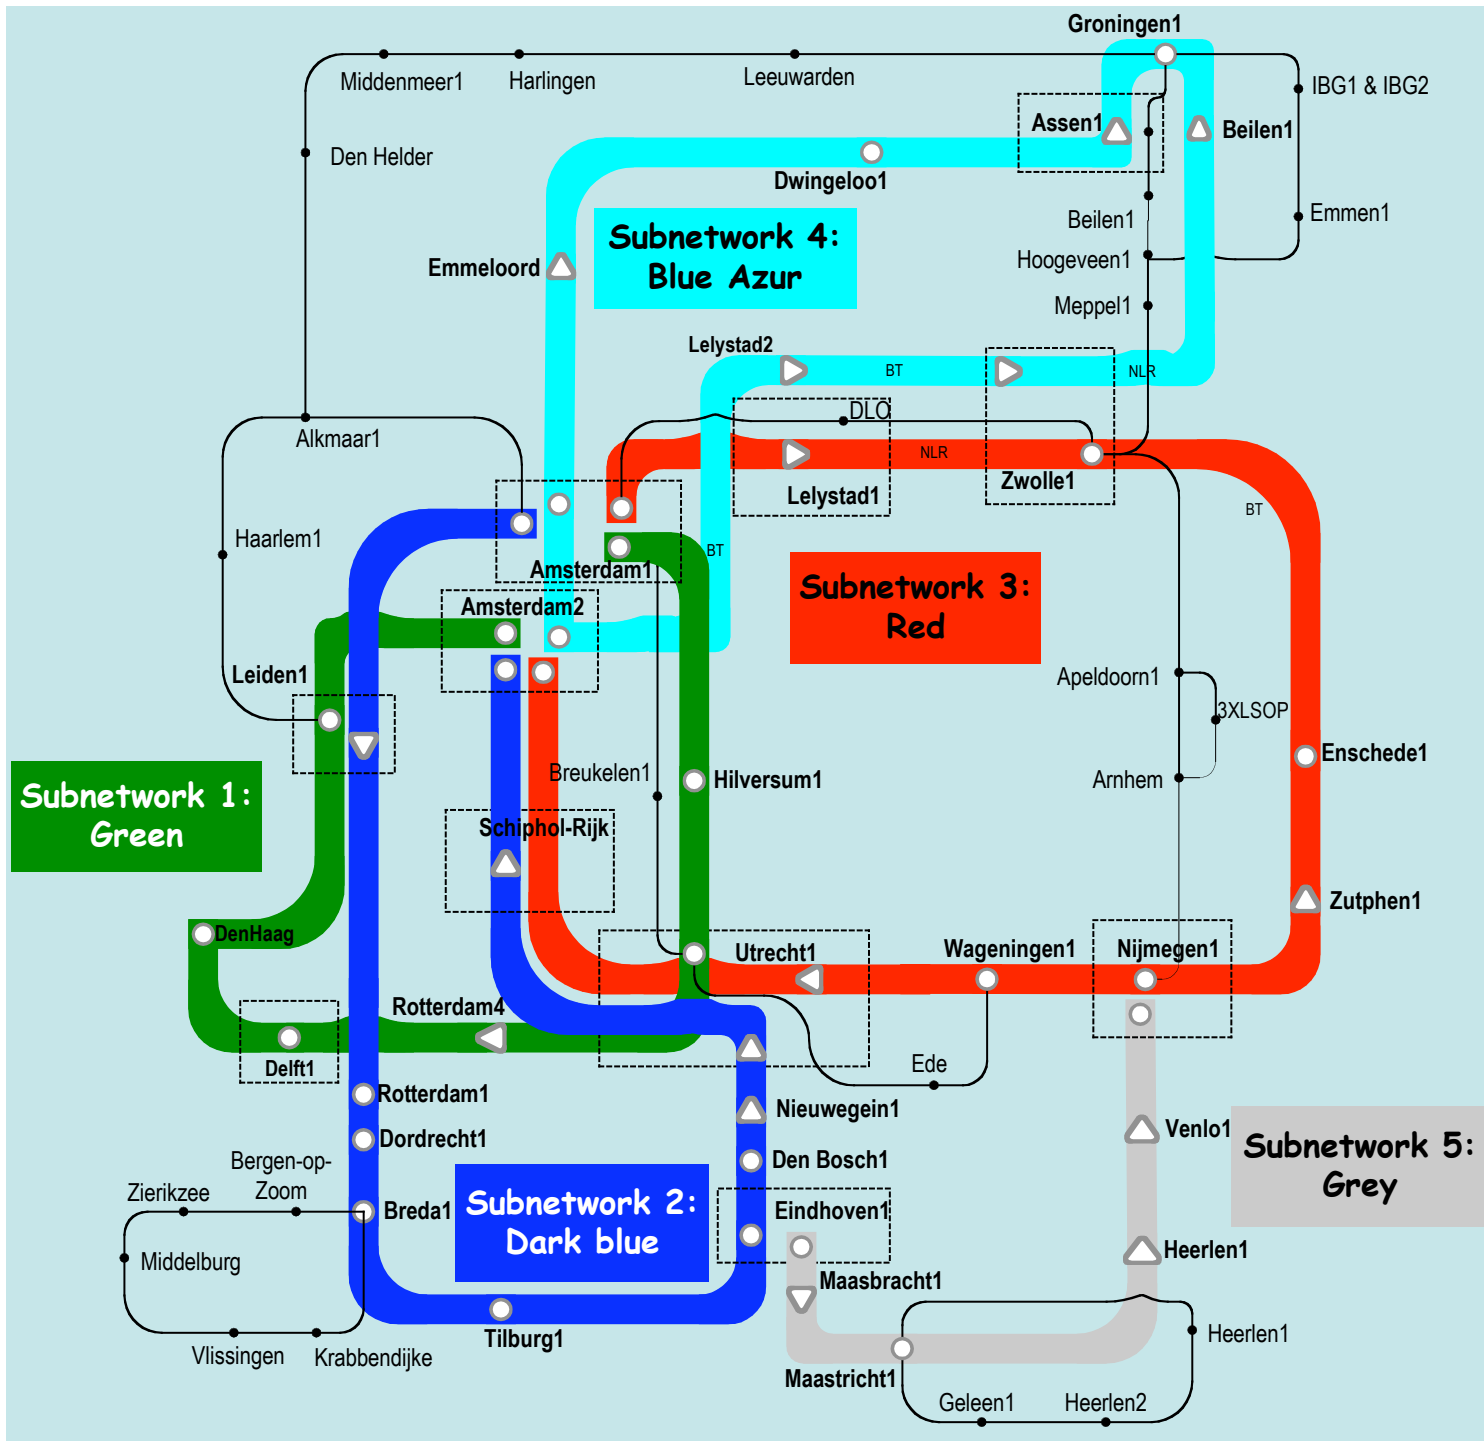 Groningen1
Middenmeer1
Harlingen
Leeuwarden
IBG1 & IBG2
Assen1
Beilen1
Den Helder
Dwingeloo1
Beilen1
Emmen1
Subnetwork 4:
Blue Azur
Emmeloord
Hoogeveen1
Meppel1
Lelystad2
BT
NLR
DLO
Alkmaar1
NLR
Zwolle1
Lelystad1
BT
Haarlem1
BT
Amsterdam1
Subnetwork 3:
Red
Amsterdam2
Leiden1
Apeldoorn1
3XLSOP
Enschede1
Breukelen1
Hilversum1
Arnhem
Subnetwork 1:
Green
Schiphol-Rijk
Zutphen1
DenHaag
Utrecht1
Wageningen1
Nijmegen1
Rotterdam4
Delft1
Ede
Rotterdam1
Nieuwegein1
Venlo1
Dordrecht1
Subnetwork 5:
Grey
Bergen-op-
Zoom
Den Bosch1
Zierikzee
Breda1
Subnetwork 2:
Dark blue
Eindhoven1
Heerlen1
Middelburg
Maasbracht1
Tilburg1
Heerlen1
Vlissingen
Krabbendijke
Maastricht1
Geleen1
Heerlen2